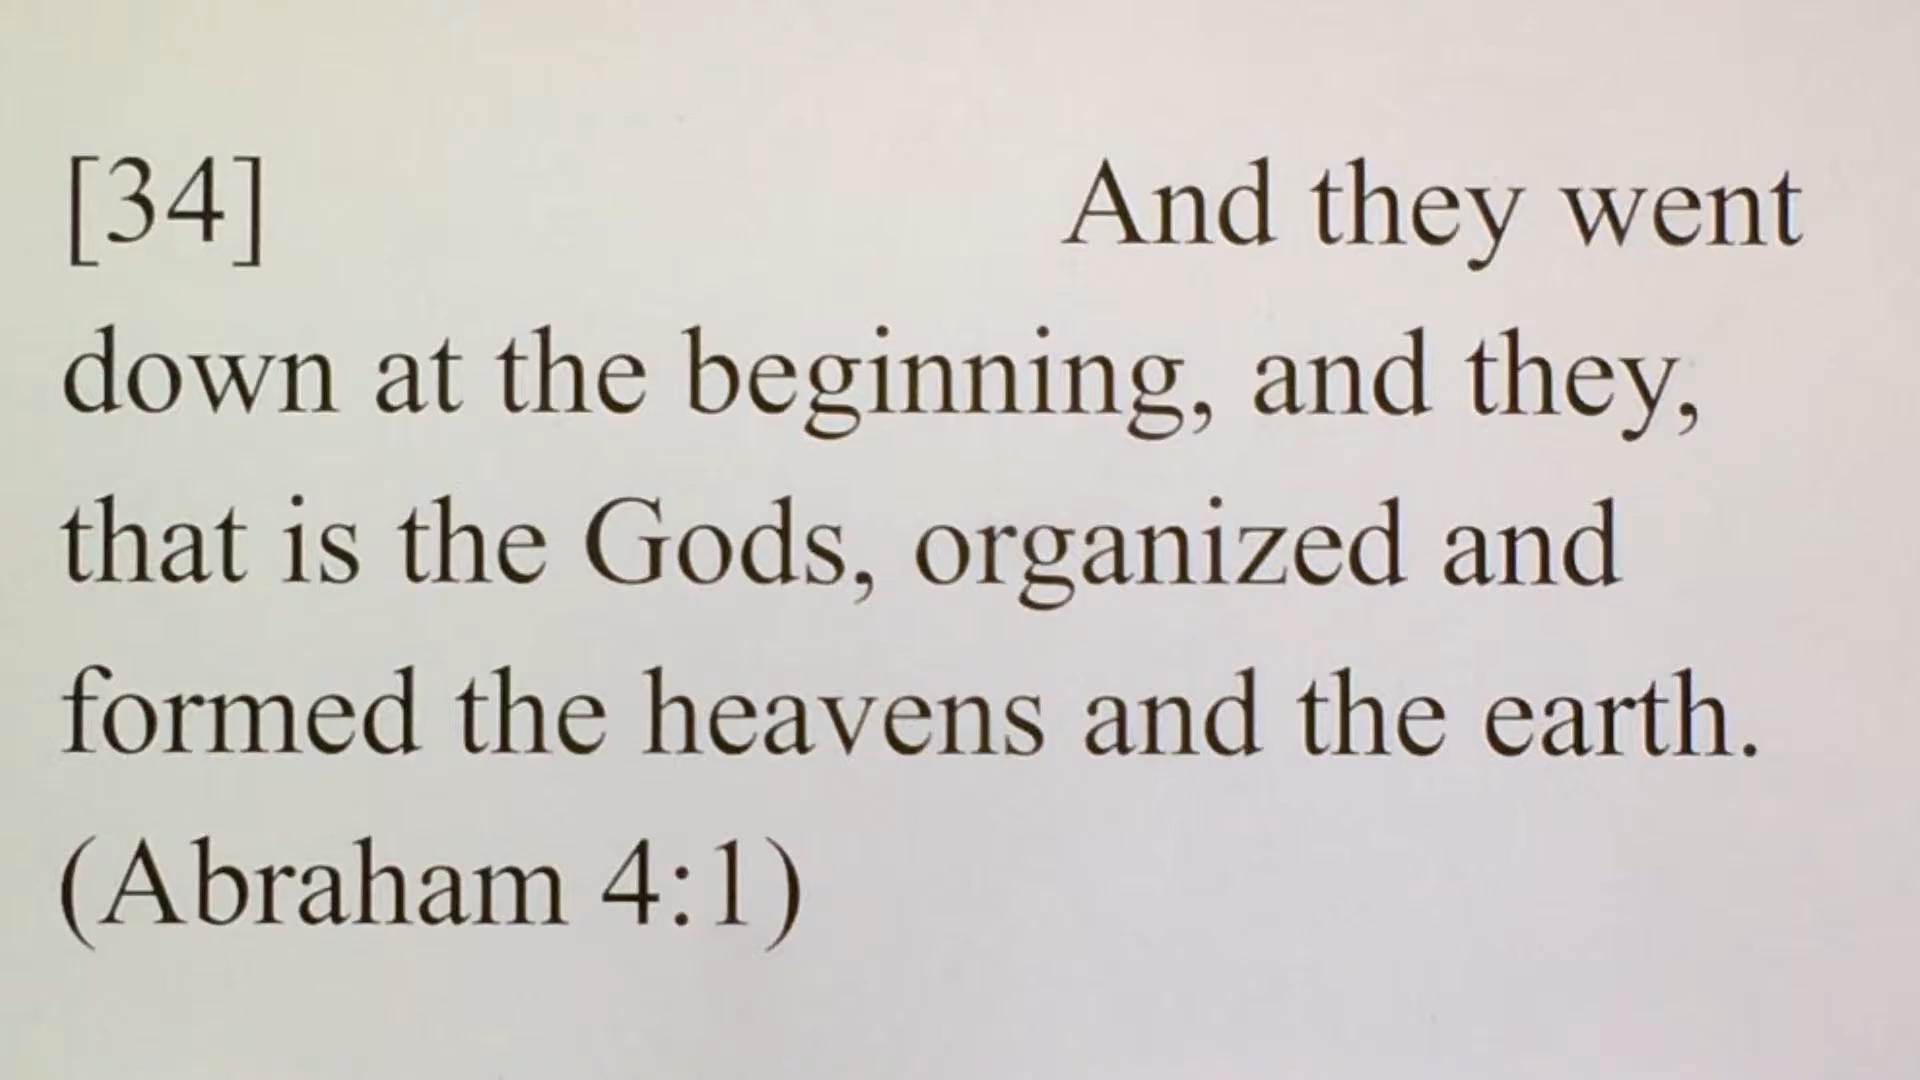 [34] And they went
down at the beginning, and they,
that is the Gods, organized and
formed the heavens and the earth.
(Abraham 4:1)